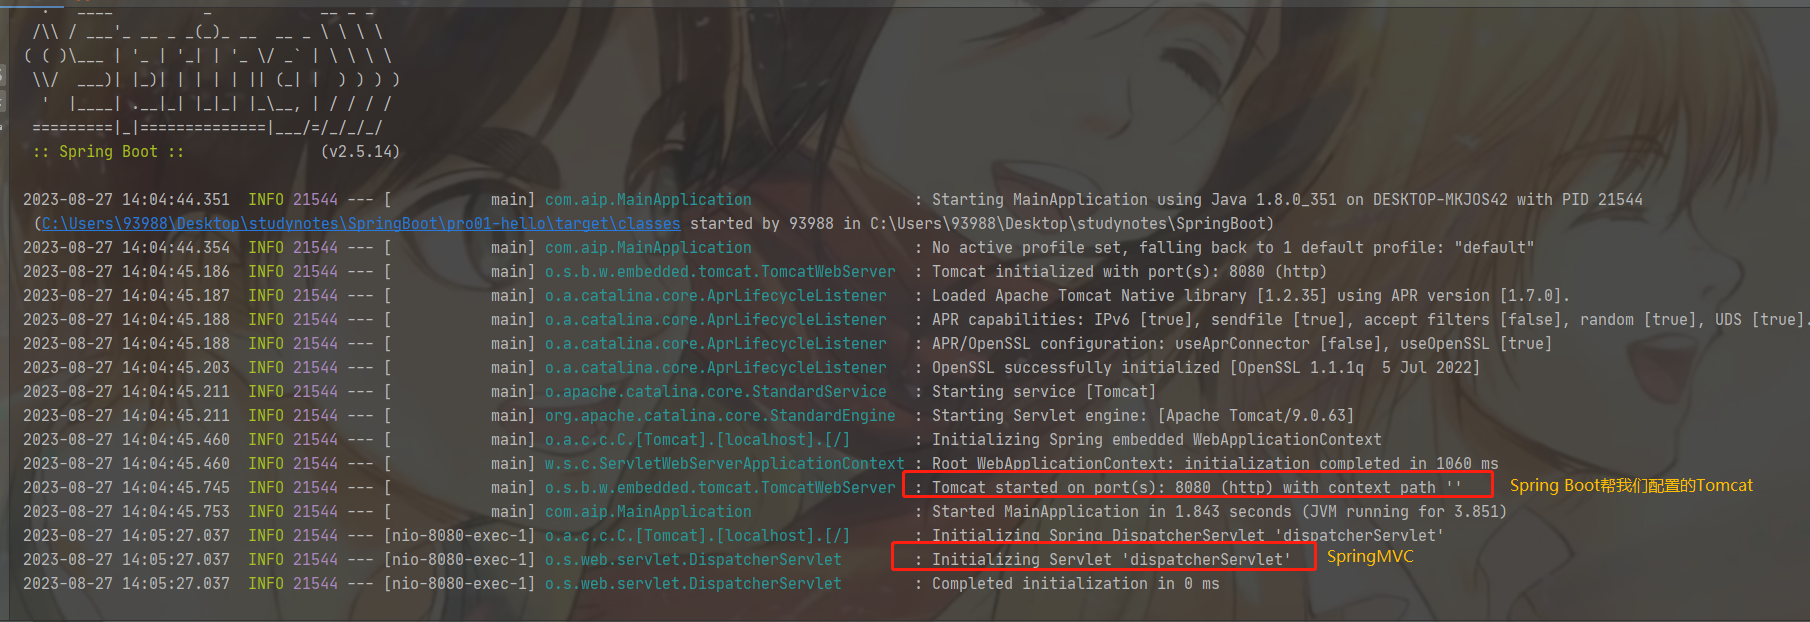 :: Spring Boot ::                (v2.5.14)
2023-08-27 14:04:44.351  INFO 21544 --- [           main] com.aip.MainApplication                  : Starting MainApplication using Java 1.8.0_351 on DESKTOP-MKJOS42 with PID 21544
(C:\Users\93988\Desktop\studynotes\SpringBoot\pro01-hello\target\classes started by 93988 in C:\Users\93988\Desktop\studynotes\SpringBoot)
2023-08-27 14:04:44.354  INFO 21544 --- [           main] com.aip.MainApplication                  : No active profile set, falling back to 1 default profile: "default"
2023-08-27 14:04:45.186  INFO 21544 --- [           main] o.s.b.w.embedded.tomcat.TomcatWebServer  : Tomcat initialized with port(s): 8080 (http)
2023-08-27 14:04:45.187  INFO 21544 --- [           main] o.a.catalina.core.AprLifecycleListener   : Loaded Apache Tomcat Native library [1.2.35] using APR version [1.7.0].
2023-08-27 14:04:45.188  INFO 21544 --- [           main] o.a.catalina.core.AprLifecycleListener   : APR capabilities: IPv6 [true], sendfile [true], accept filters [false], random [true], UDS [true].
2023-08-27 14:04:45.188  INFO 21544 --- [           main] o.a.catalina.core.AprLifecycleListener   : APR/OpenSSL configuration: useAprConnector [false], useOpenSSL [true]
2023-08-27 14:04:45.203  INFO 21544 --- [           main] o.a.catalina.core.AprLifecycleListener   : OpenSSL successfully initialized [OpenSSL 1.1.1q  5 Jul 2022]
2023-08-27 14:04:45.211  INFO 21544 --- [           main] o.apache.catalina.core.StandardService   : Starting service [Tomcat]
2023-08-27 14:04:45.211  INFO 21544 --- [           main] org.apache.catalina.core.StandardEngine  : Starting Servlet engine: [Apache Tomcat/9.0.63]
2023-08-27 14:04:45.460  INFO 21544 --- [           main] o.a.c.c.C.[Tomcat].[localhost].[/]       : Initializing Spring embedded WebApplicationContext
2023-08-27 14:04:45.460  INFO 21544 --- [           main] w.s.c.ServletWebServerApplicationContext : Root WebApplicationContext: initialization completed in 1060 ms
2023-08-27 14:04:45.745  INFO 21544 --- [           main] o.s.b.w.embedded.tomcat.TomcatWebServer  : Tomcat started on port(s): 8080 (http) with context path '' Spring Boot帮我们配置的Tomcat
2023-08-27 14:04:45.753  INFO 21544 --- [           main] com.aip.MainApplication                  : Started MainApplication in 1.843 seconds (JVM running for 3.851)
2023-08-27 14:05:27.037  INFO 21544 --- [nio-8080-exec-1] o.a.c.c.C.[Tomcat].[localhost].[/]       : Initializing Spring DispatcherServlet 'dispatcherServlet'
2023-08-27 14:05:27.037  INFO 21544 --- [nio-8080-exec-1] o.s.web.servlet.DispatcherServlet        : Initializing Servlet 'dispatcherServlet' SpringMVC
2023-08-27 14:05:27.037  INFO 21544 --- [nio-8080-exec-1] o.s.web.servlet.DispatcherServlet        : Completed initialization in 0 ms